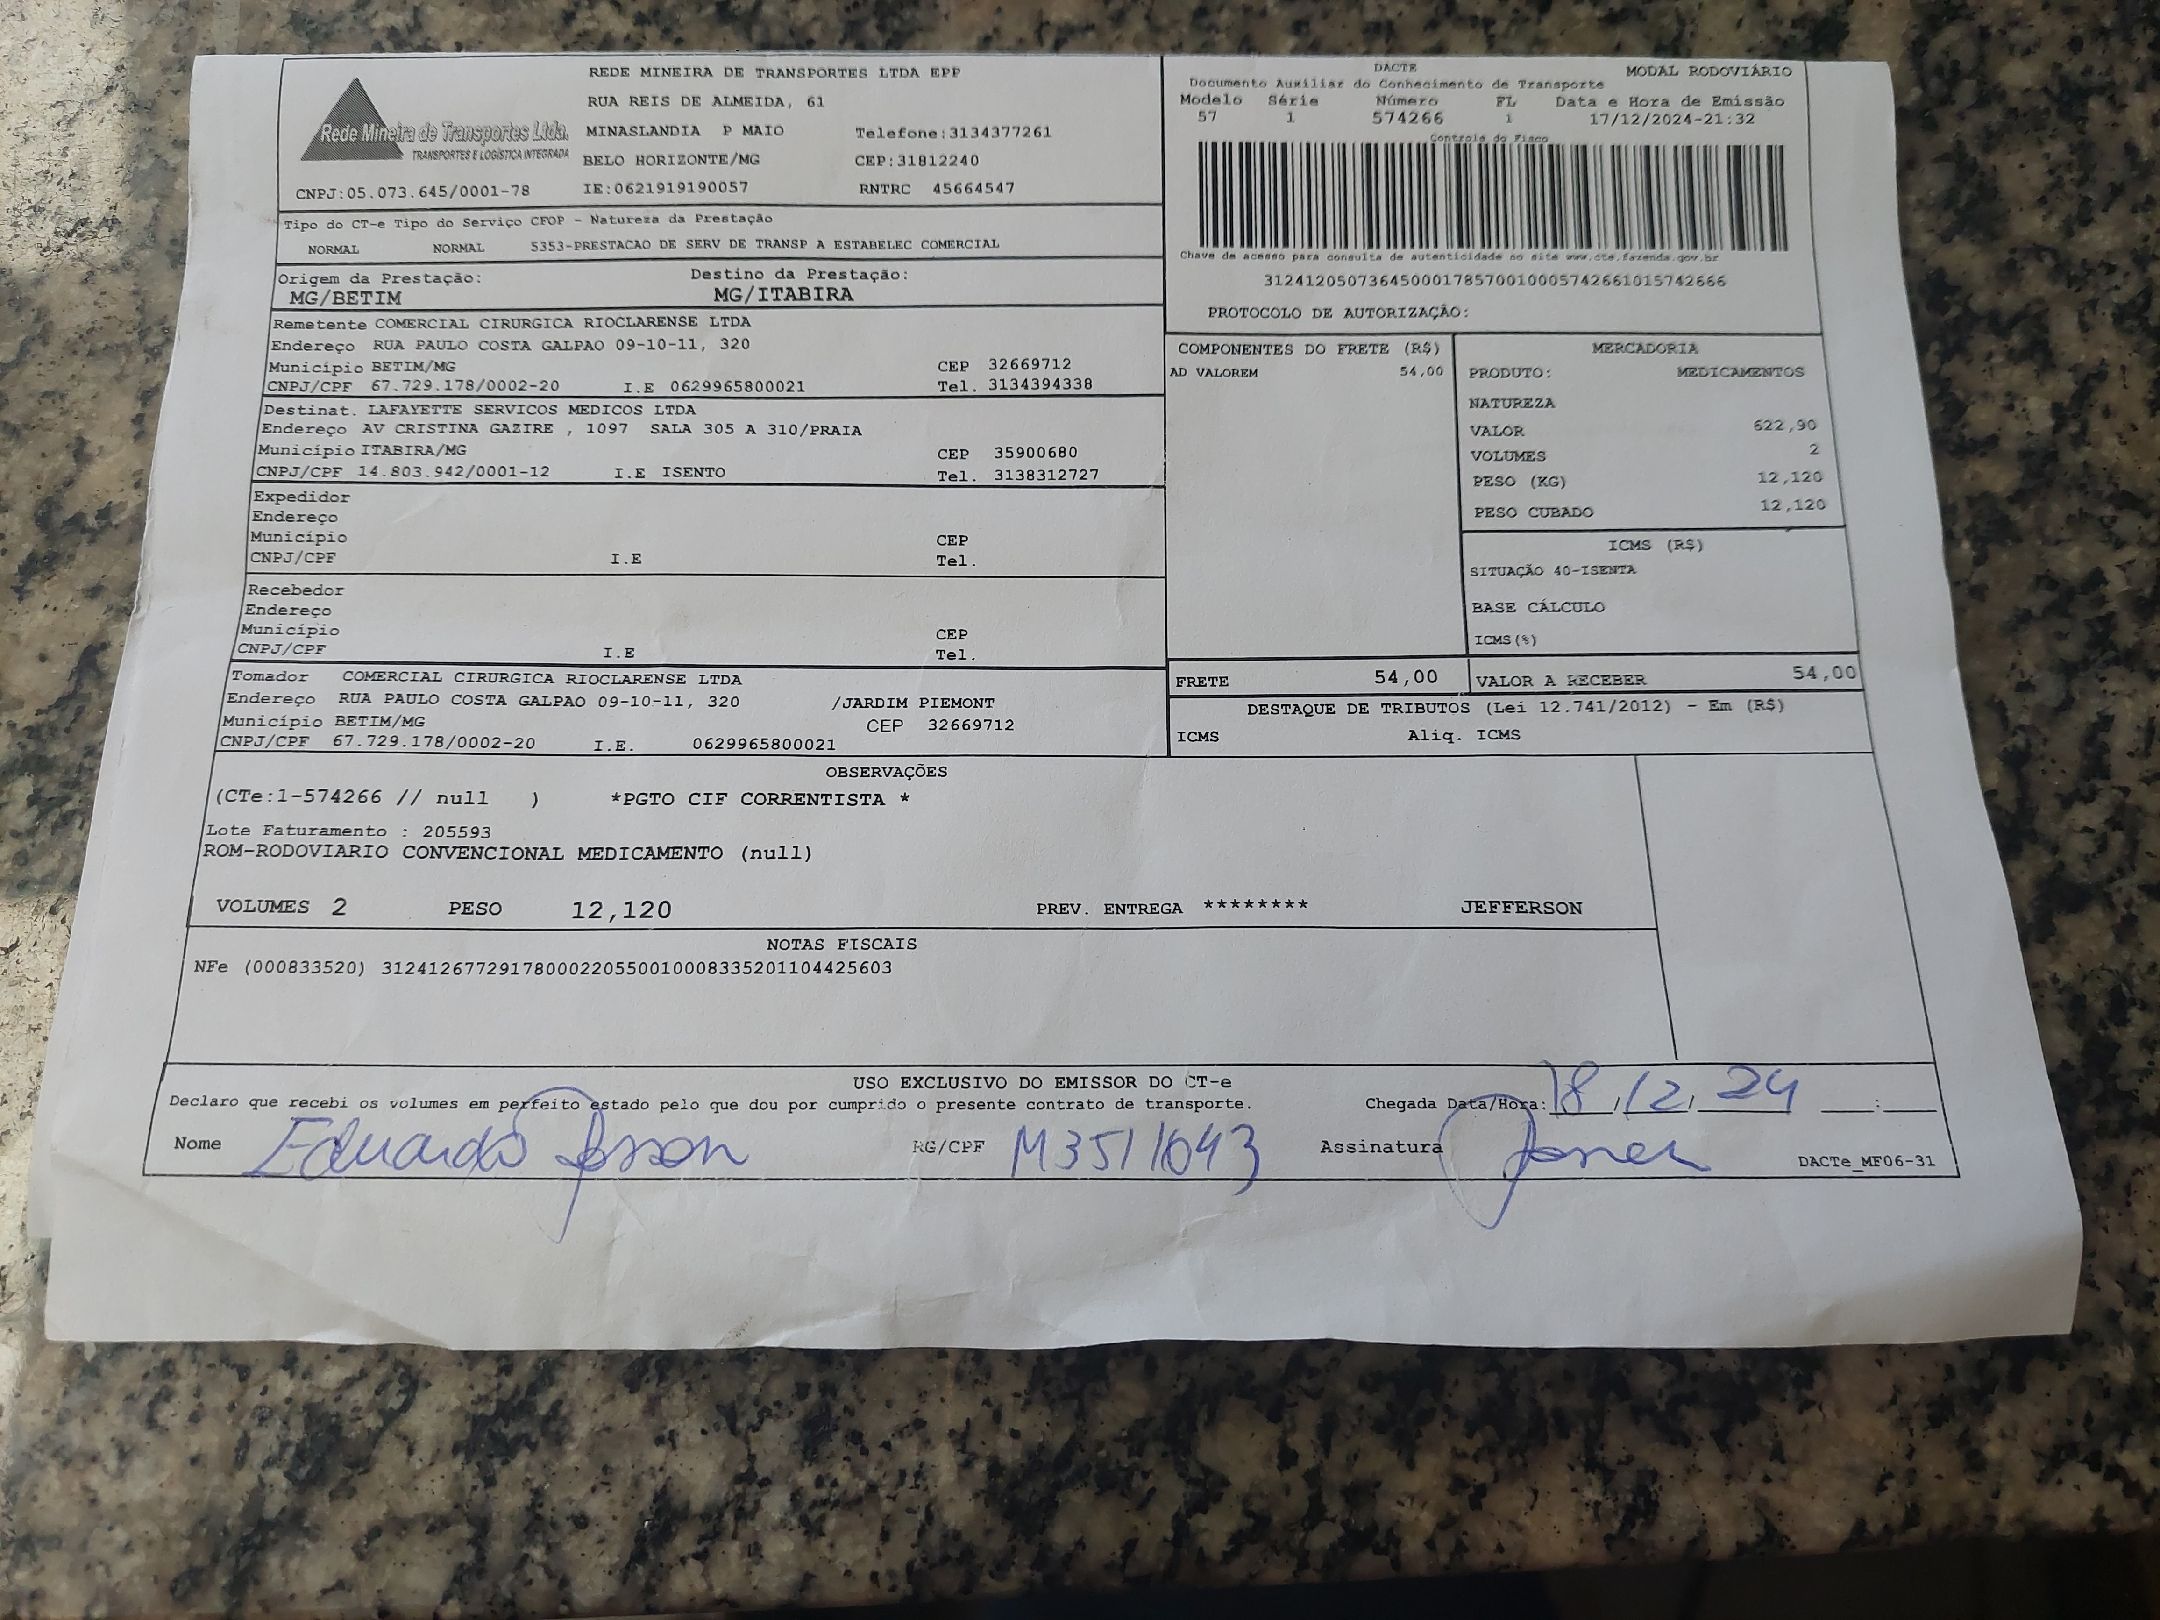 Rede Mineira de Transportes Ltda.
TRANSPORTES E LOGÍSTICA INTEGRADA
REDE MINEIRA DE TRANSPORTES LTDA EPP
RUA REIS DE ALMEIDA, 61
MINASLANDIA P MAIO Telefone:3134377261
BELO HORIZONTE/MG CEP:31812240
CNPJ:05.073.645/0001-78 IE:0621919190057 RNTRC 45664547
DACTE MODAL RODOVIÁRIO
Documento Auxiliar do Conhecimento de Transporte
Modelo Série Número FL Data e Hora de Emissão
57 1 574266 1 17/12/2024-21:32
Controle do Fisco
Chave de acesso para consulta de autenticidade no site www.cte.fazenda.gov.br
31241205073645000178570010005742661015742666
PROTOCOLO DE AUTORIZAÇÃO:
Tipo do CT-e Tipo do Serviço CFOP - Natureza da Prestação
NORMAL NORMAL 5353-PRESTACAO DE SERV DE TRANSP A ESTABELEC COMERCIAL
Origem da Prestação: Destino da Prestação:
MG/BETIM MG/ITABIRA
Remetente COMERCIAL CIRURGICA RIOCLARENSE LTDA
Endereço RUA PAULO COSTA GALPAO 09-10-11, 320
Município BETIM/MG CEP 32669712
CNPJ/CPF 67.729.178/0002-20 I.E 0629965800021 Tel. 3134394338
Destinat. LAFAYETTE SERVICOS MEDICOS LTDA
Endereço AV CRISTINA GAZIRE , 1097 SALA 305 A 310/PRAIA
Município ITABIRA/MG CEP 35900680
CNPJ/CPF 14.803.942/0001-12 I.E ISENTO Tel. 3138312727
Expedidor
Endereço
Município CEP
CNPJ/CPF I.E Tel.
Recebedor
Endereço
Município CEP
CNPJ/CPF I.E Tel.
Tomador COMERCIAL CIRURGICA RIOCLARENSE LTDA
Endereço RUA PAULO COSTA GALPAO 09-10-11, 320 /JARDIM PIEMONT
Município BETIM/MG CEP 32669712
CNPJ/CPF 67.729.178/0002-20 I.E. 0629965800021
COMPONENTES DO FRETE (R$)
AD VALOREM 54,00
MERCADORIA
PRODUTO: MEDICAMENTOS
NATUREZA
VALOR 622,90
VOLUMES 2
PESO (KG) 12,120
PESO CUBADO 12,120
ICMS (R$)
SITUAÇÃO 40-ISENTA
BASE CÁLCULO
ICMS(%)
FRETE 54,00 VALOR A RECEBER 54,00
DESTAQUE DE TRIBUTOS (Lei 12.741/2012) - Em (R$)
ICMS Aliq. ICMS
OBSERVAÇÕES
(CTe:1-574266 // null ) *PGTO CIF CORRENTISTA *
Lote Faturamento : 205593
ROM-RODOVIARIO CONVENCIONAL MEDICAMENTO (null)
VOLUMES 2 PESO 12,120 PREV. ENTREGA ******** JEFFERSON
NOTAS FISCAIS
NFe (000833520) 31241267729178000220550010008335201104425603
USO EXCLUSIVO DO EMISSOR DO CT-e
Declaro que recebi os volumes em perfeito estado pelo que dou por cumprido o presente contrato de transporte. Chegada Data/Hora: 18/12/24 :
Nome Eduardo RG/CPF M3511643 Assinatura
DACTe_MF06-31